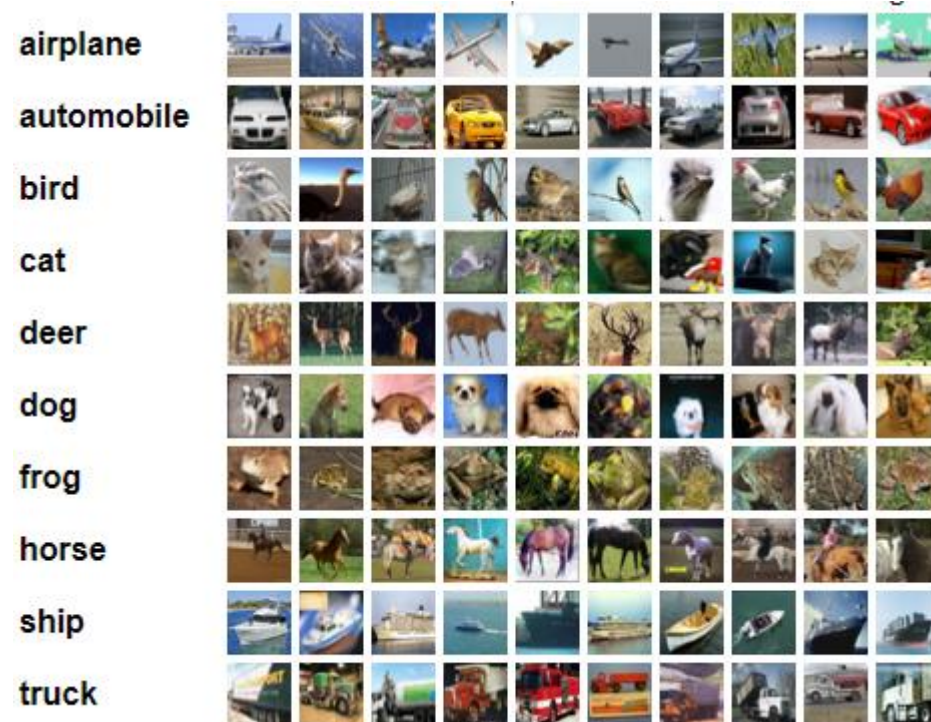 airplane
automobile
bird
cat
deer
dog
frog
horse
ship
truck